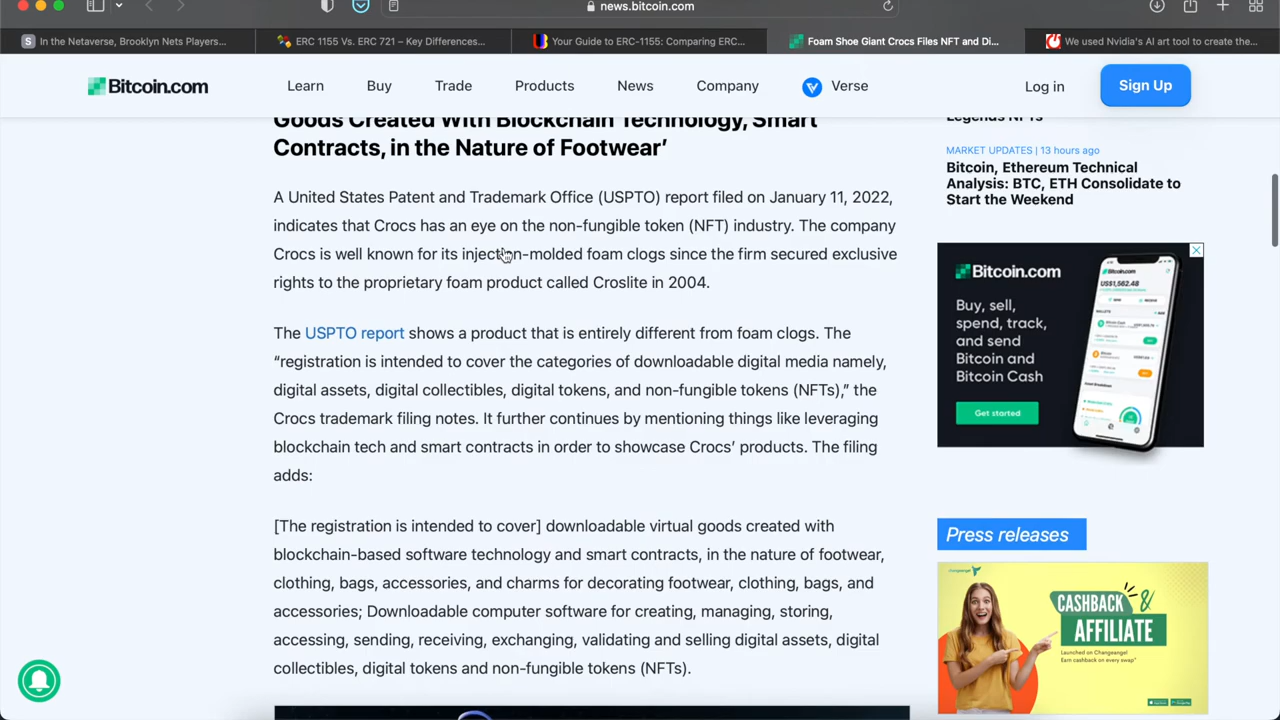 news.bitcoin.com
In the Netaverse, Brooklyn Nets Players...
ERC 1155 Vs. ERC 721 – Key Differences...
Your Guide to ERC-1155: Comparing ERC...
Foam Shoe Giant Crocs Files NFT and Di...
We used Nvidia's AI art tool to create the...
Bitcoin.com
Learn
Buy
Trade
Products
News
Company
Verse
Log in
Sign Up
Goods Created With Blockchain Technology, Smart
Contracts, in the Nature of Footwear’
A United States Patent and Trademark Office (USPTO) report filed on January 11, 2022,
indicates that Crocs has an eye on the non-fungible token (NFT) industry. The company
Crocs is well known for its injection-molded foam clogs since the firm secured exclusive
rights to the proprietary foam product called Croslite in 2004.
The USPTO report shows a product that is entirely different from foam clogs. The
“registration is intended to cover the categories of downloadable digital media, namely,
digital assets, digital collectibles, digital tokens, and non-fungible tokens (NFTs),” the
Crocs trademark filing notes. It further continues by mentioning things like leveraging
blockchain tech and smart contracts in order to showcase Crocs’ products. The filing
adds:
[The registration is intended to cover] downloadable virtual goods created with
blockchain-based software technology and smart contracts, in the nature of footwear,
clothing, bags, accessories, and charms for decorating footwear, clothing, bags, and
accessories; Downloadable computer software for creating, managing, storing,
accessing, sending, receiving, exchanging, validating and selling digital assets, digital
collectibles, digital tokens and non-fungible tokens (NFTs).
Legends NFTs
MARKET UPDATES | 13 hours ago
Bitcoin, Ethereum Technical
Analysis: BTC, ETH Consolidate to
Start the Weekend
Bitcoin.com
Buy, sell,
spend, track,
and send
Bitcoin and
Bitcoin Cash
Get started
US$1,562.48
Press releases
changeangel
CASHBACK &
AFFILIATE
Launched on Changeangel
Earn cashback on every swap*